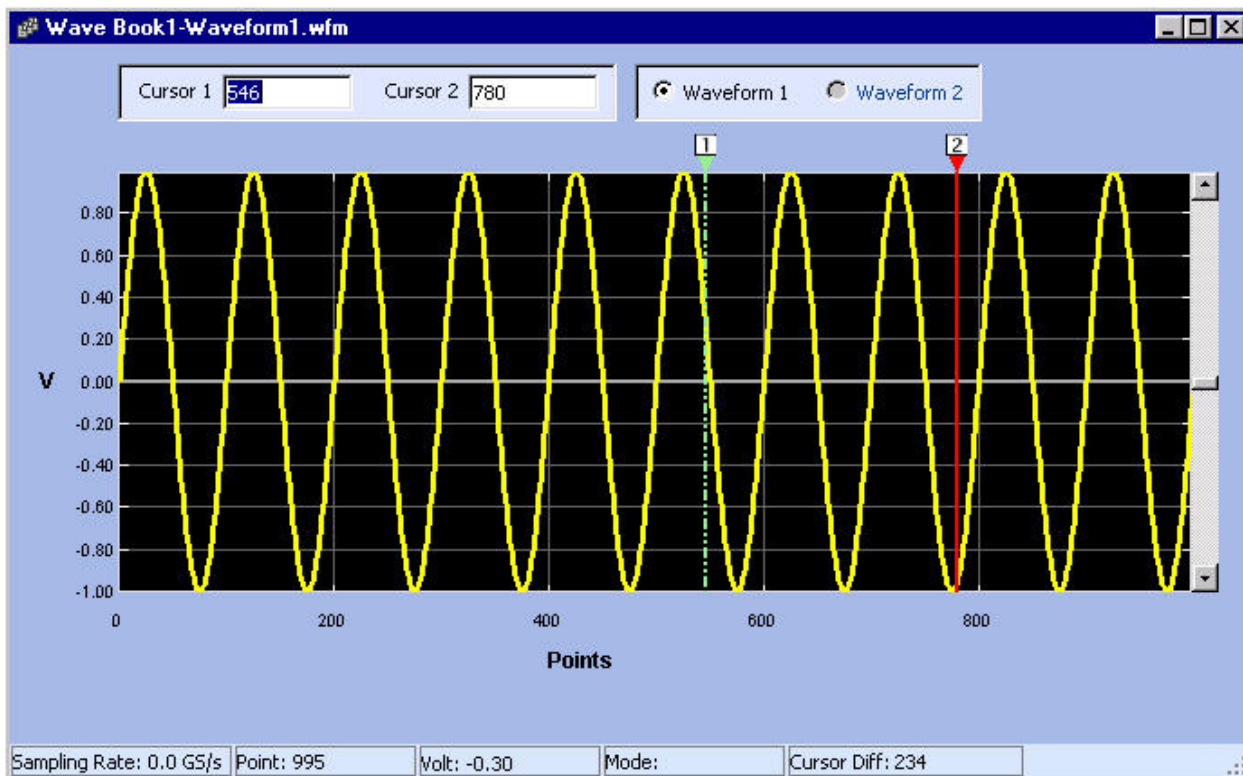 Wave Book1-Waveform1.wfm
Cursor 1 546 Cursor 2 780 Waveform 1 Waveform 2
1 2
0.80
0.60
0.40
0.20
V 0.00
-0.20
-0.40
-0.60
-0.80
-1.00
0 200 400 600 800
Points
Sampling Rate: 0.0 GS/s Point: 995 Volt: -0.30 Mode: Cursor Diff: 234